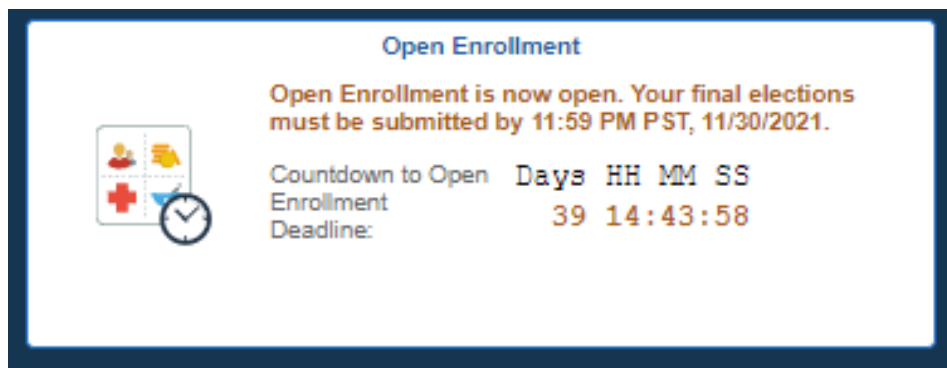 Open Enrollment
Open Enrollment is now open. Your final elections
must be submitted by 11:59 PM PST, 11/30/2021.
Countdown to Open Days HH MM SS
Enrollment 39 14:43:58
Deadline: